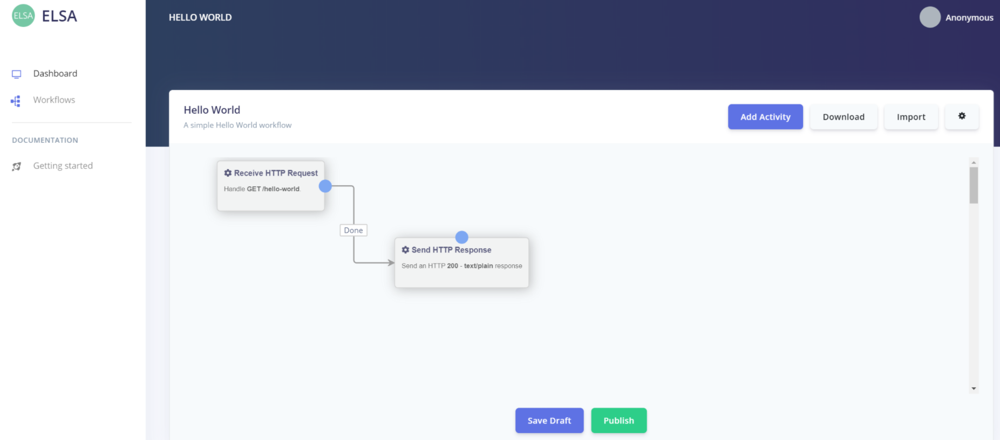 ELSA ELSA
HELLO WORLD
Anonymous
Dashboard
Workflows
DOCUMENTATION
Getting started
Hello World
A simple Hello World workflow
Add Activity
Download
Import
Receive HTTP Request
Handle GET /hello-world.
Done
Send HTTP Response
Send an HTTP 200 - text/plain response
Save Draft
Publish